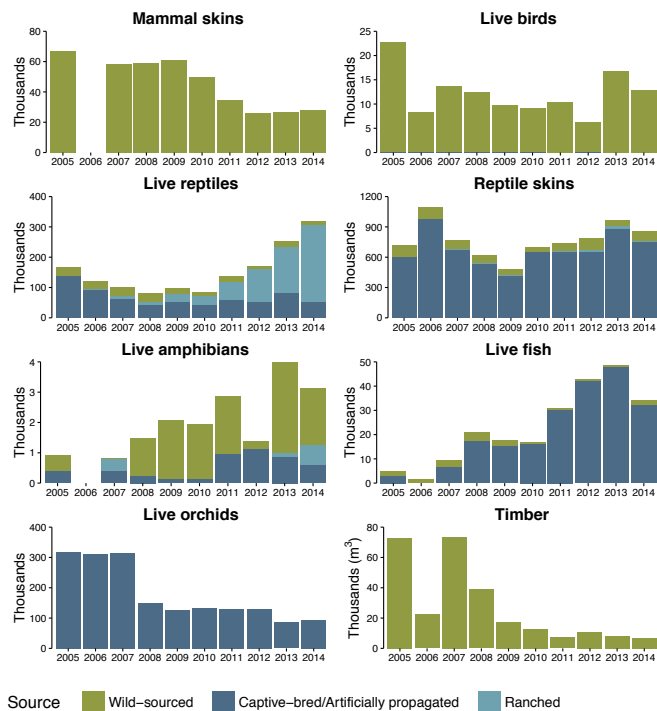 Mammal skins
Thousands
80
60
40
20
0
2005 2006 2007 2008 2009 2010 2011 2012 2013 2014
Live birds
Thousands
25
20
15
10
5
0
2005 2006 2007 2008 2009 2010 2011 2012 2013 2014
Live reptiles
Thousands
400
300
200
100
0
2005 2006 2007 2008 2009 2010 2011 2012 2013 2014
Reptile skins
Thousands
1200
900
600
300
0
2005 2006 2007 2008 2009 2010 2011 2012 2013 2014
Live amphibians
Thousands
4
3
2
1
0
2005 2006 2007 2008 2009 2010 2011 2012 2013 2014
Live fish
Thousands
50
40
30
20
10
0
2005 2006 2007 2008 2009 2010 2011 2012 2013 2014
Live orchids
Thousands
400
300
200
100
0
2005 2006 2007 2008 2009 2010 2011 2012 2013 2014
Timber
Thousands (m³)
80
60
40
20
0
2005 2006 2007 2008 2009 2010 2011 2012 2013 2014
Source Wild−sourced Captive−bred/Artificially propagated Ranched